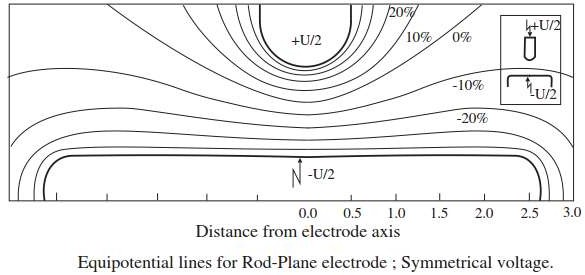 20%
+U/2
+U/2
10%
0%
-10%
-U/2
-20%
-U/2
0.0 0.5 1.0 1.5 2.0 2.5 3.0
Distance from electrode axis
Equipotential lines for Rod-Plane electrode ; Symmetrical voltage.